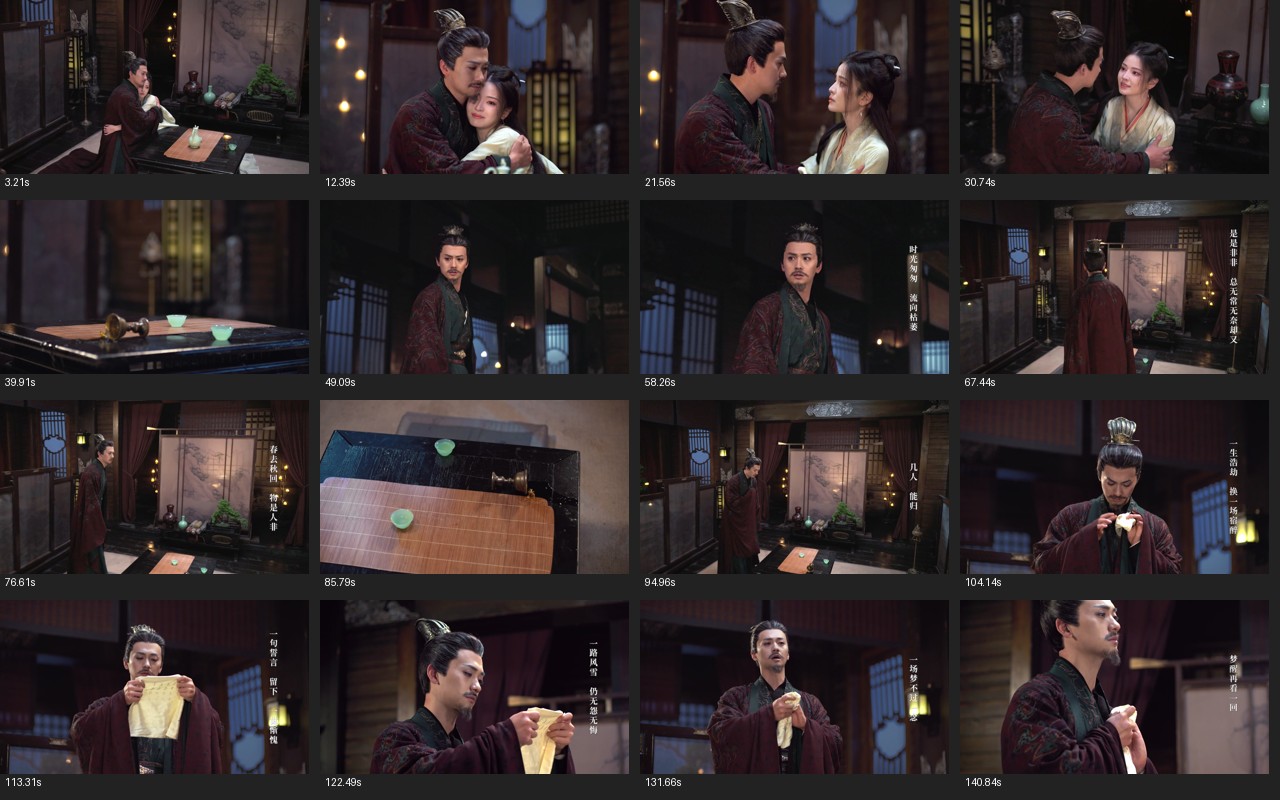 3.21s
12.39s
21.56s
30.74s
39.91s
49.09s
58.26s
时光匆匆 流向枯萎
67.44s
是是非非 总无常无奈却又
76.61s
春去秋回 物是人非
85.79s
94.96s
几人 能归
104.14s
一生浩劫 换一场宿醉
113.31s
一句誓言 留下
愧
122.49s
一路风雪 仍无怨无悔
131.66s
一场梦不
140.84s
梦醒再看一回